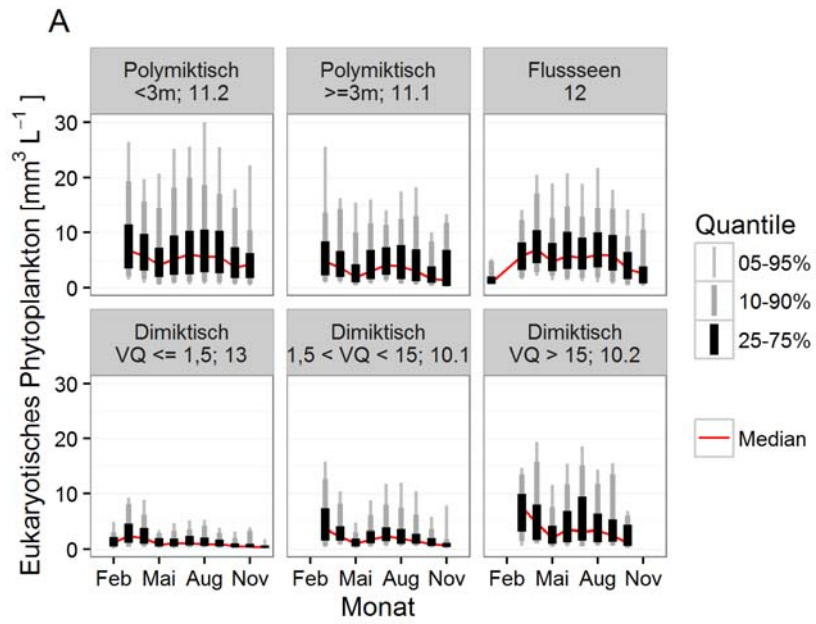 A
Eukaryotisches Phytoplankton [mm³ L⁻¹ ]
Polymiktisch
<3m; 11.2
Polymiktisch
>=3m; 11.1
Flussseen
12
30
20
10
0
Dimiktisch
VQ <= 1,5; 13
Dimiktisch
1,5 < VQ < 15; 10.1
Dimiktisch
VQ > 15; 10.2
30
20
10
0
Feb Mai Aug Nov
Feb Mai Aug Nov
Feb Mai Aug Nov
Monat
Quantile
05-95%
10-90%
25-75%
Median